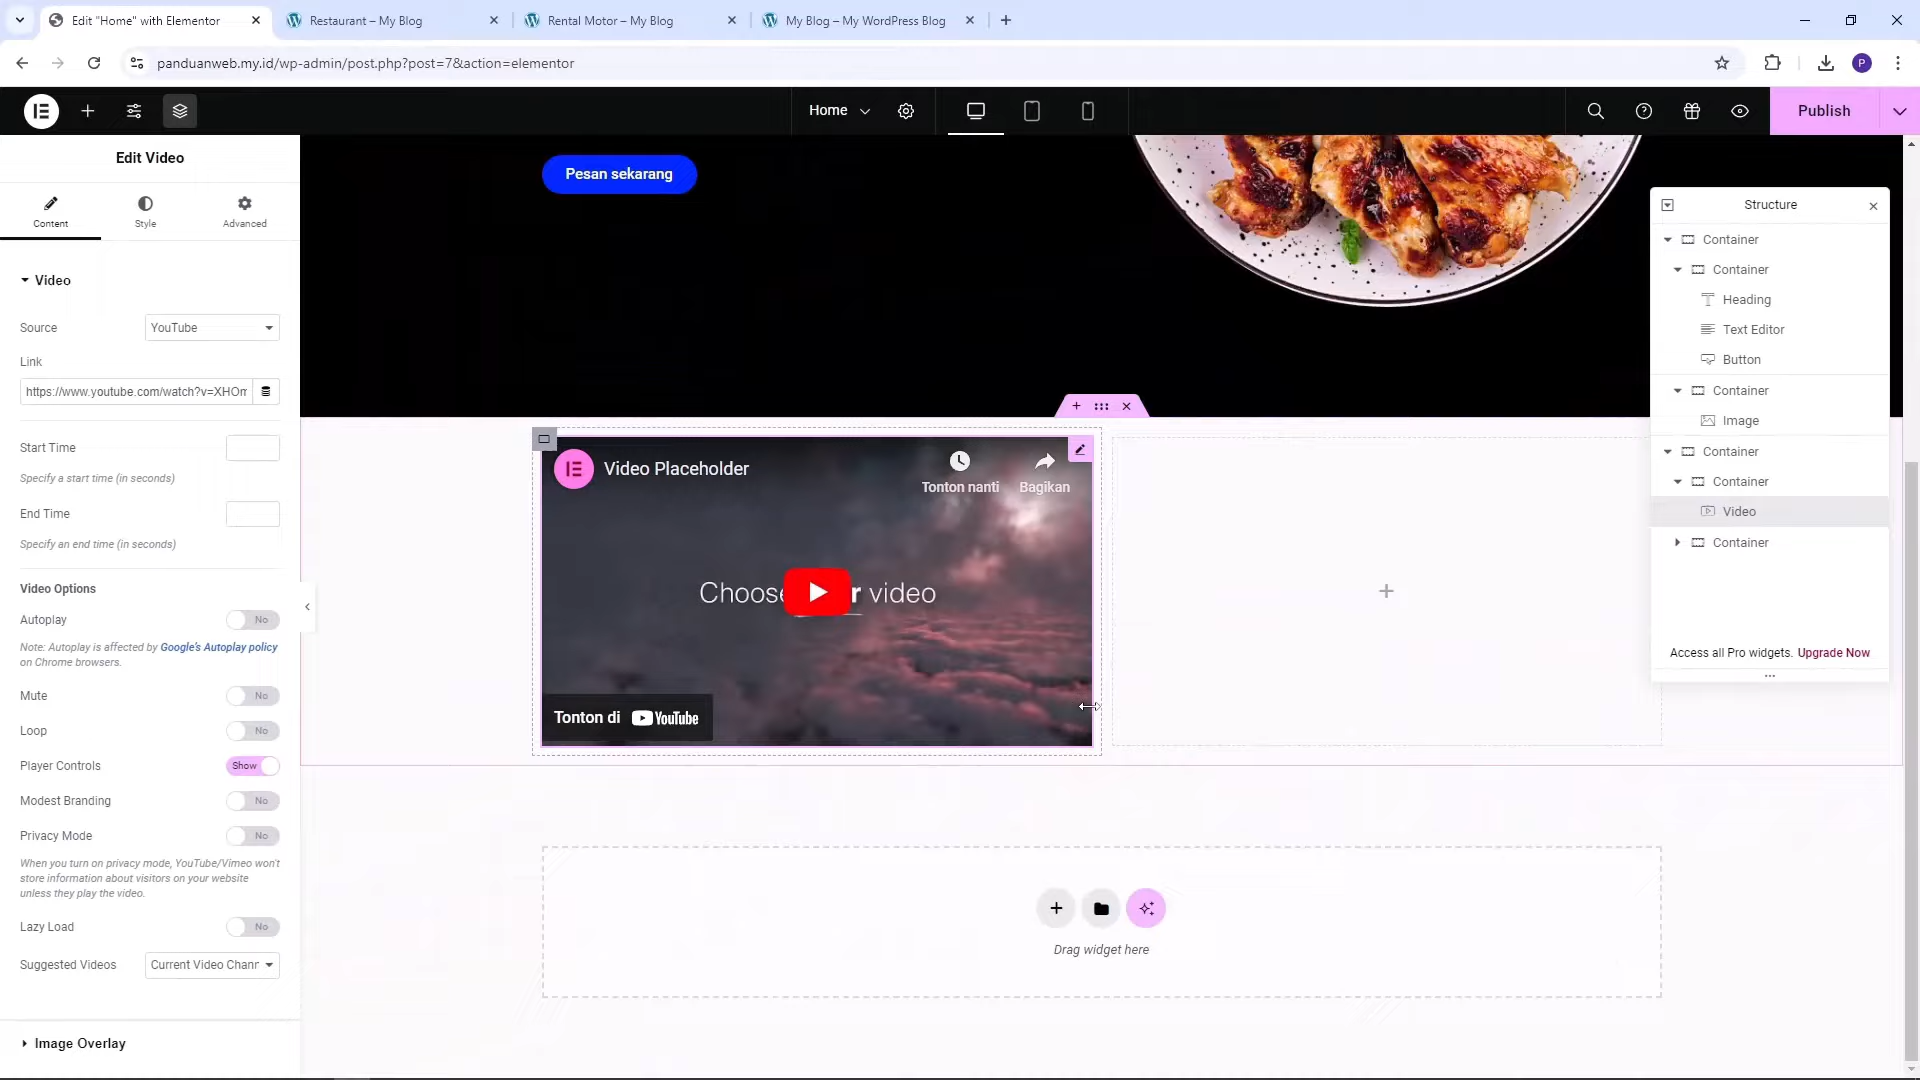 Edit "Home" with Elementor
Restaurant – My Blog
Rental Motor – My Blog
My Blog – My WordPress Blog
panduanweb.my.id/wp-admin/post.php?post=7&action=elementor
P
Home
Publish
Edit Video
Content
Style
Advanced
Video
Source
YouTube
Link
https://www.youtube.com/watch?v=XHOm
Start Time
Specify a start time (in seconds)
End Time
Specify an end time (in seconds)
Video Options
Autoplay
No
Note: Autoplay is affected by Google's Autoplay policy
on Chrome browsers.
Mute
No
Loop
No
Player Controls
Show
Modest Branding
No
Privacy Mode
No
When you turn on privacy mode, YouTube/Vimeo won't
store information about visitors on your website
unless they play the video.
Lazy Load
No
Suggested Videos
Current Video Chann
Image Overlay
Pesan sekarang
Video Placeholder
Tonton nanti
Bagikan
Choose video
Tonton di YouTube
Drag widget here
Structure
Container
Container
Heading
Text Editor
Button
Container
Image
Container
Container
Video
Container
Access all Pro widgets. Upgrade Now